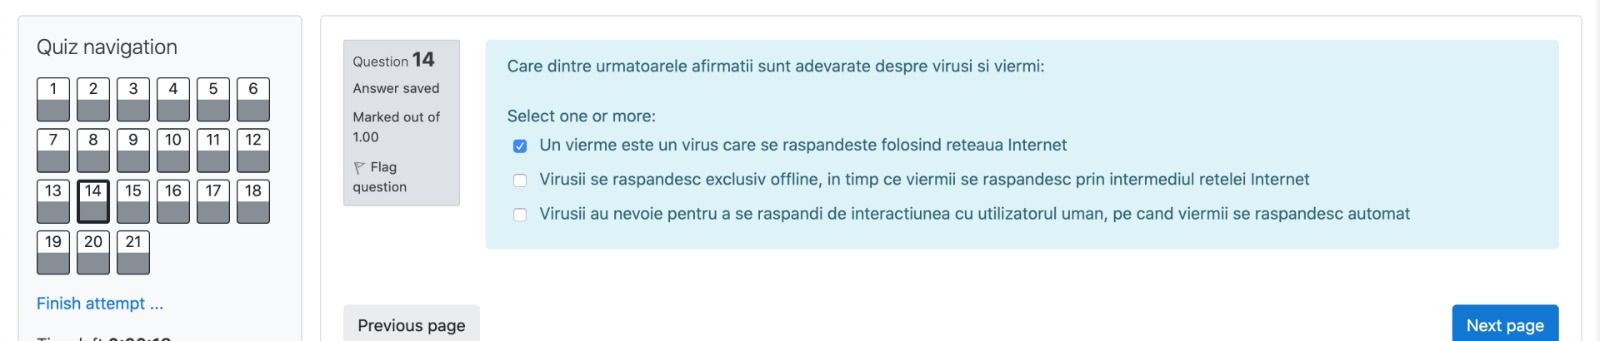 Quiz navigation
1 2 3 4 5 6
7 8 9 10 11 12
13 14 15 16 17 18
19 20 21
Finish attempt ...
Question 14
Answer saved
Marked out of
1.00
Flag
question
Care dintre urmatoarele afirmatii sunt adevarate despre virusi si viermi:
Select one or more:
Un vierme este un virus care se raspandeste folosind reteaua Internet
Virusii se raspandesc exclusiv offline, in timp ce viermii se raspandesc prin intermediul retelei Internet
Virusii au nevoie pentru a se raspandi de interactiunea cu utilizatorul uman, pe cand viermii se raspandesc automat
Previous page
Next page